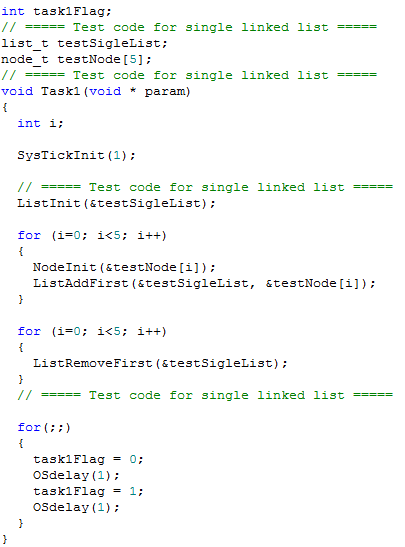 int task1Flag;
// ===== Test code for single linked list =====
list_t testSigleList;
node_t testNode[5];
// ===== Test code for single linked list =====
void Task1(void * param)
{
  int i;

  SysTickInit(1);

  // ===== Test code for single linked list =====
  ListInit(&testSigleList);

  for (i=0; i<5; i++)
  {
    NodeInit(&testNode[i]);
    ListAddFirst(&testSigleList, &testNode[i]);
  }

  for (i=0; i<5; i++)
  {
    ListRemoveFirst(&testSigleList);
  }
  // ===== Test code for single linked list =====

  for(;;)
  {
    task1Flag = 0;
    OSdelay(1);
    task1Flag = 1;
    OSdelay(1);
  }
}